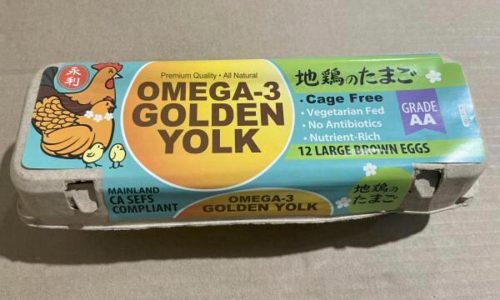 永利
Premium Quality • All Natural
OMEGA-3
GOLDEN
YOLK
地鶏のたまご
• Cage Free
• Vegetarian Fed
• No Antibiotics
• Nutrient-Rich
GRADE
AA
12 LARGE BROWN EGGS
MAINLAND
CA SEFS
COMPLIANT
OMEGA-3
GOLDEN YOLK
地鶏の
たまご